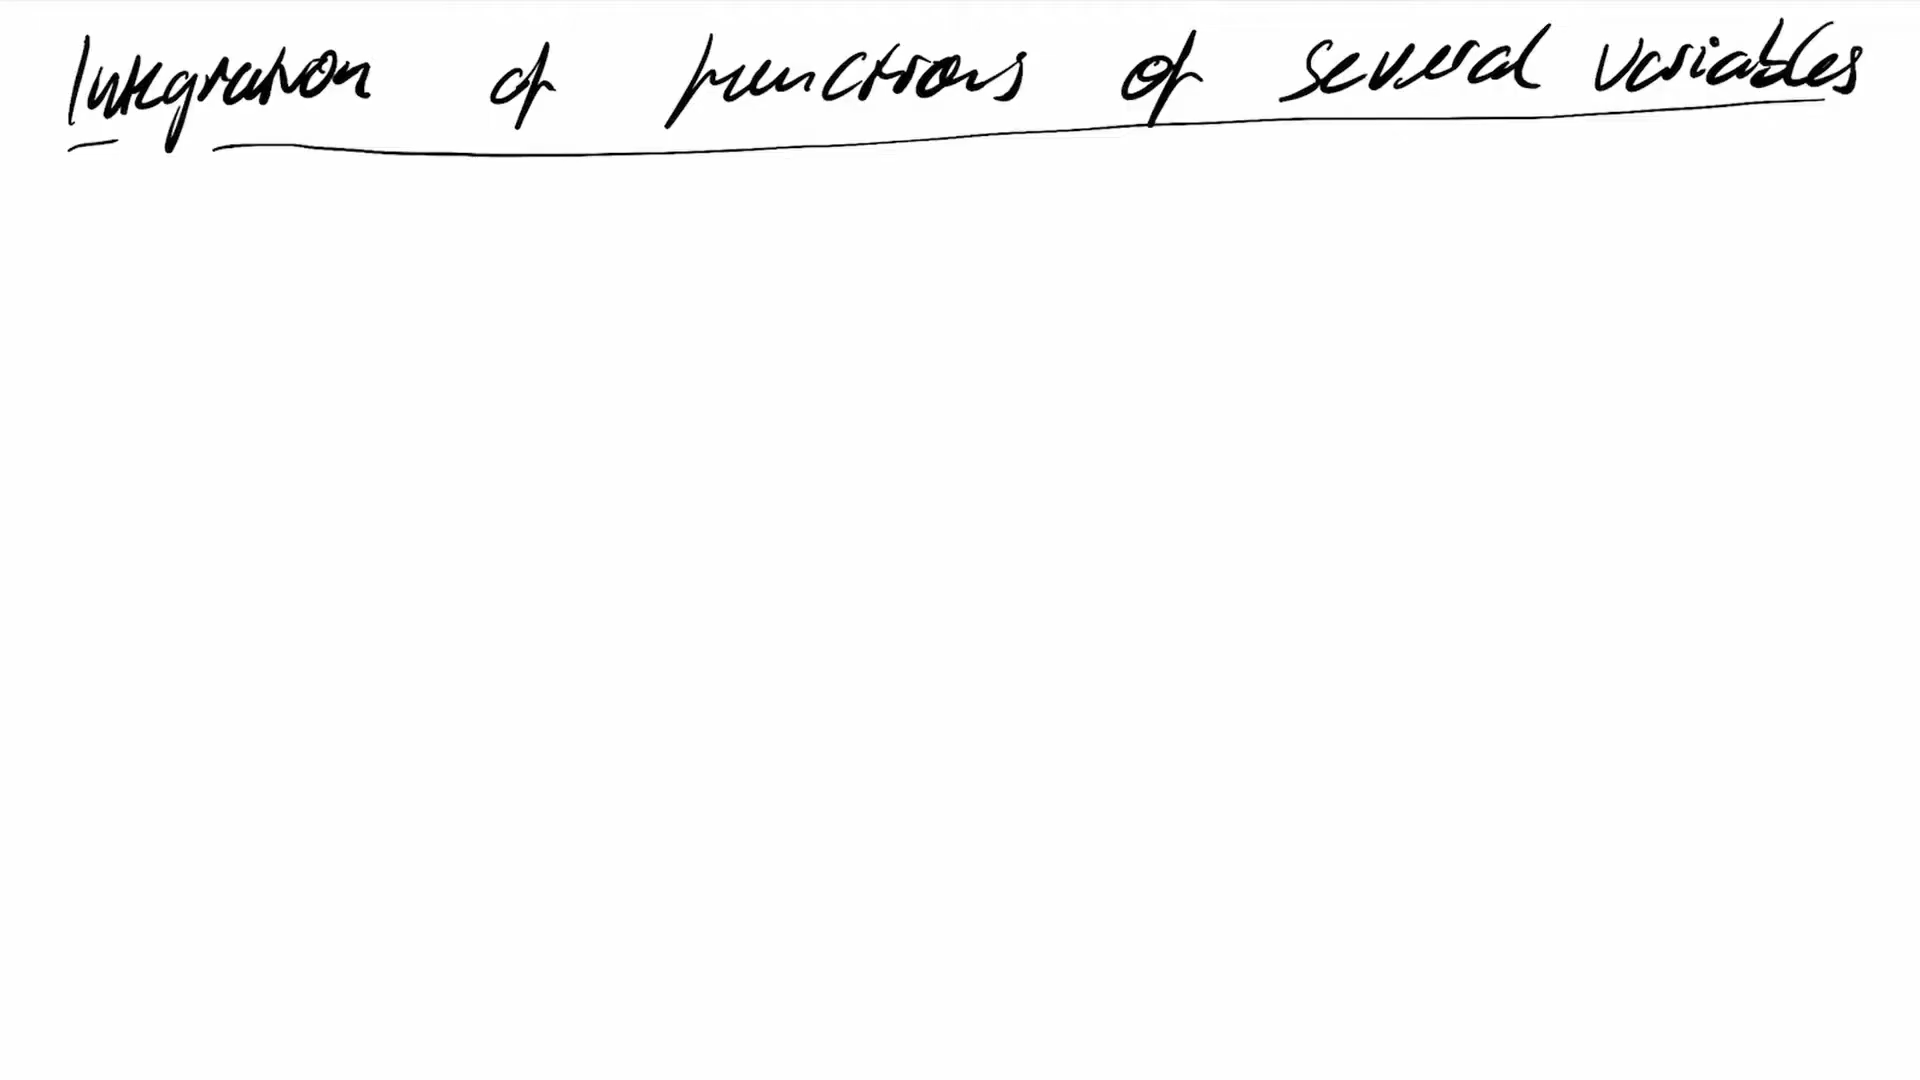 Integration of functions of several variables